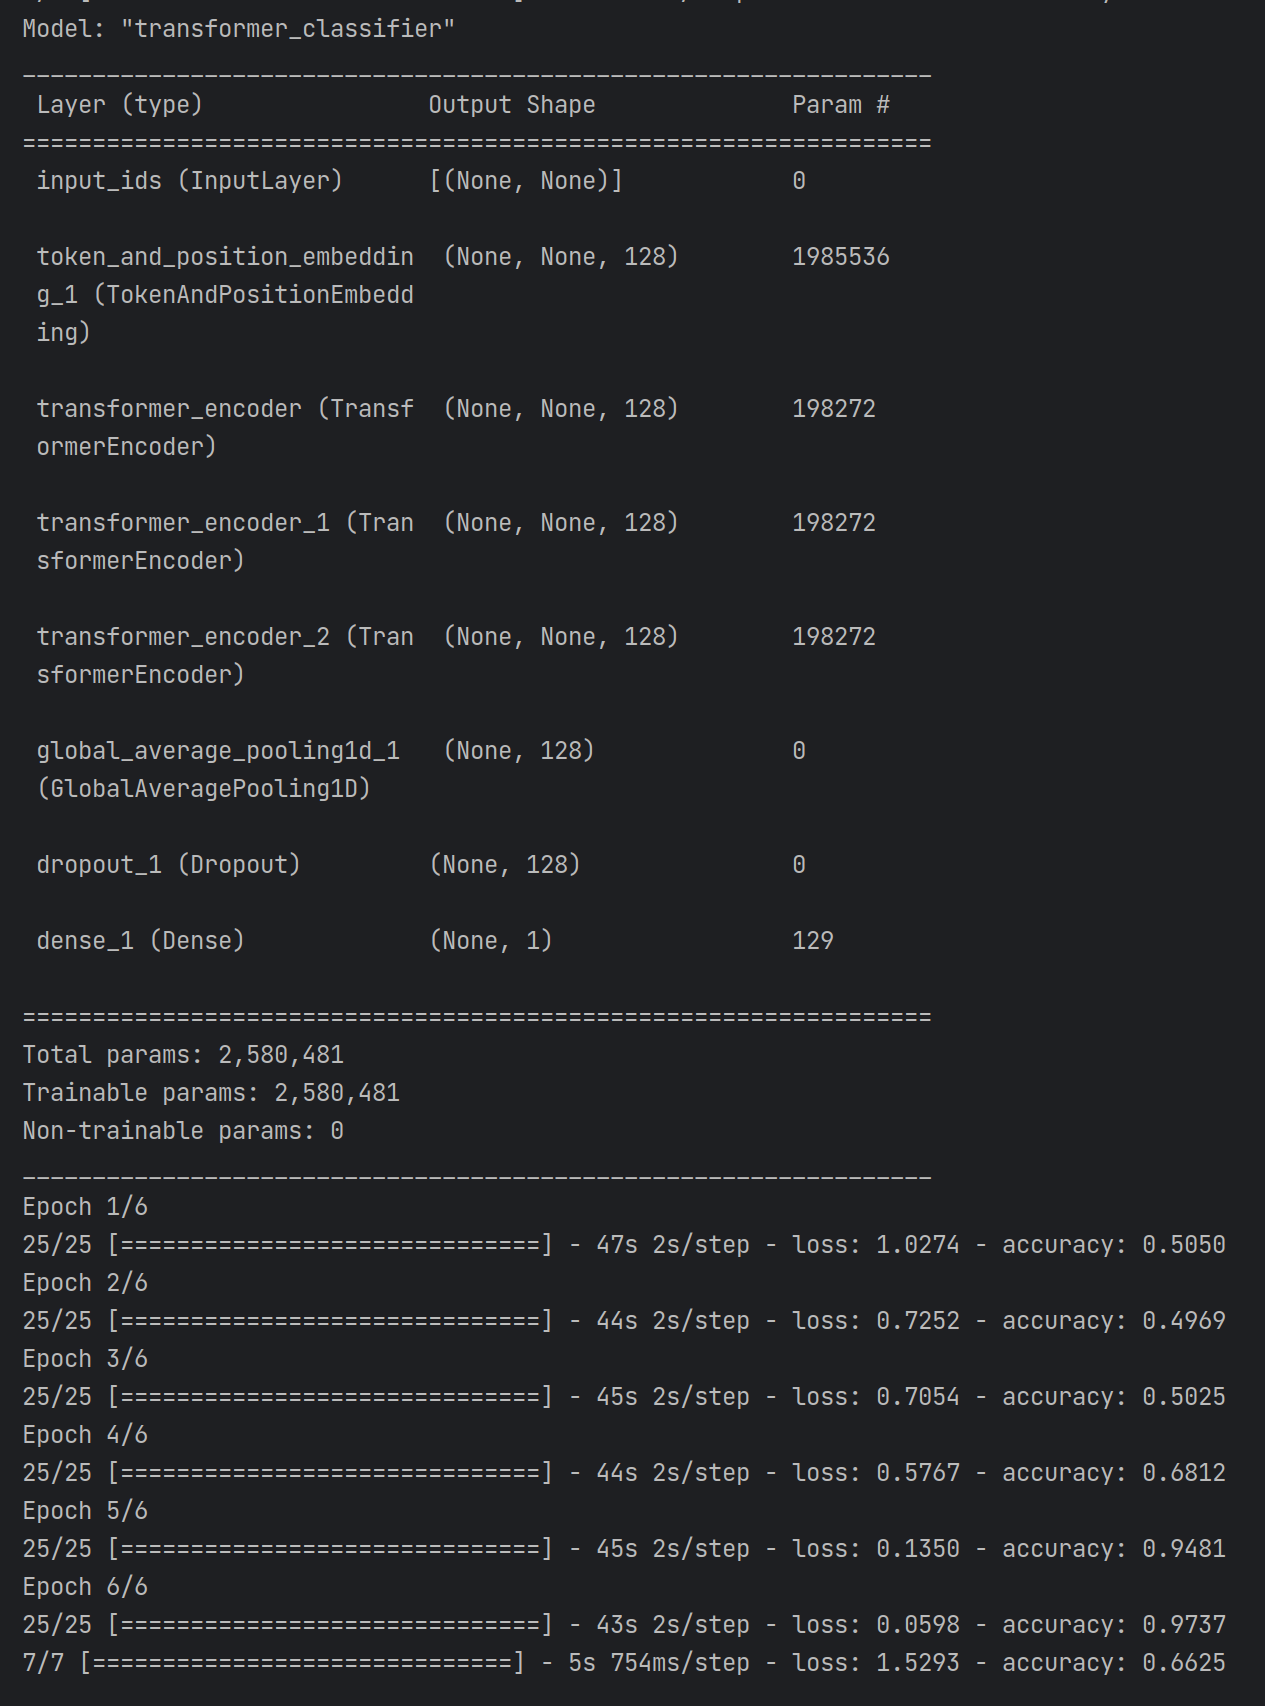 Model: "transformer_classifier"
_________________________________________________________________
 Layer (type)                Output Shape              Param #
=================================================================
 input_ids (InputLayer)      [(None, None)]            0
 token_and_position_embeddin  (None, None, 128)        1985536
 g_1 (TokenAndPositionEmbedd
 ing)
 transformer_encoder (Transf  (None, None, 128)        198272
 ormerEncoder)
 transformer_encoder_1 (Tran  (None, None, 128)        198272
 sformerEncoder)
 transformer_encoder_2 (Tran  (None, None, 128)        198272
 sformerEncoder)
 global_average_pooling1d_1   (None, 128)              0
 (GlobalAveragePooling1D)
 dropout_1 (Dropout)         (None, 128)               0
 dense_1 (Dense)             (None, 1)                 129
=================================================================
Total params: 2,580,481
Trainable params: 2,580,481
Non-trainable params: 0
_________________________________________________________________
Epoch 1/6
25/25 [==============================] - 47s 2s/step - loss: 1.0274 - accuracy: 0.5050
Epoch 2/6
25/25 [==============================] - 44s 2s/step - loss: 0.7252 - accuracy: 0.4969
Epoch 3/6
25/25 [==============================] - 45s 2s/step - loss: 0.7054 - accuracy: 0.5025
Epoch 4/6
25/25 [==============================] - 44s 2s/step - loss: 0.5767 - accuracy: 0.6812
Epoch 5/6
25/25 [==============================] - 45s 2s/step - loss: 0.1350 - accuracy: 0.9481
Epoch 6/6
25/25 [==============================] - 43s 2s/step - loss: 0.0598 - accuracy: 0.9737
7/7 [==============================] - 5s 754ms/step - loss: 1.5293 - accuracy: 0.6625